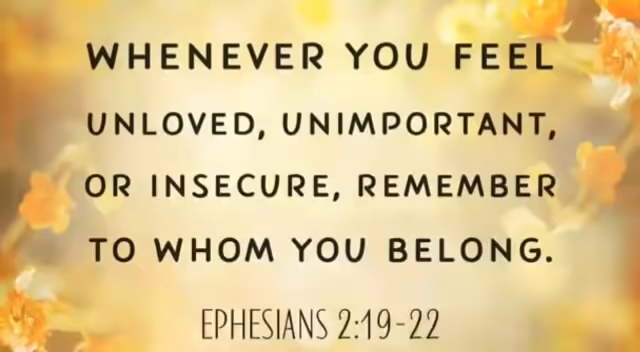 WHENEVER YOU FEEL
UNLOVED, UNIMPORTANT,
OR INSECURE, REMEMBER
TO WHOM YOU BELONG.
EPHESIANS 2:19-22